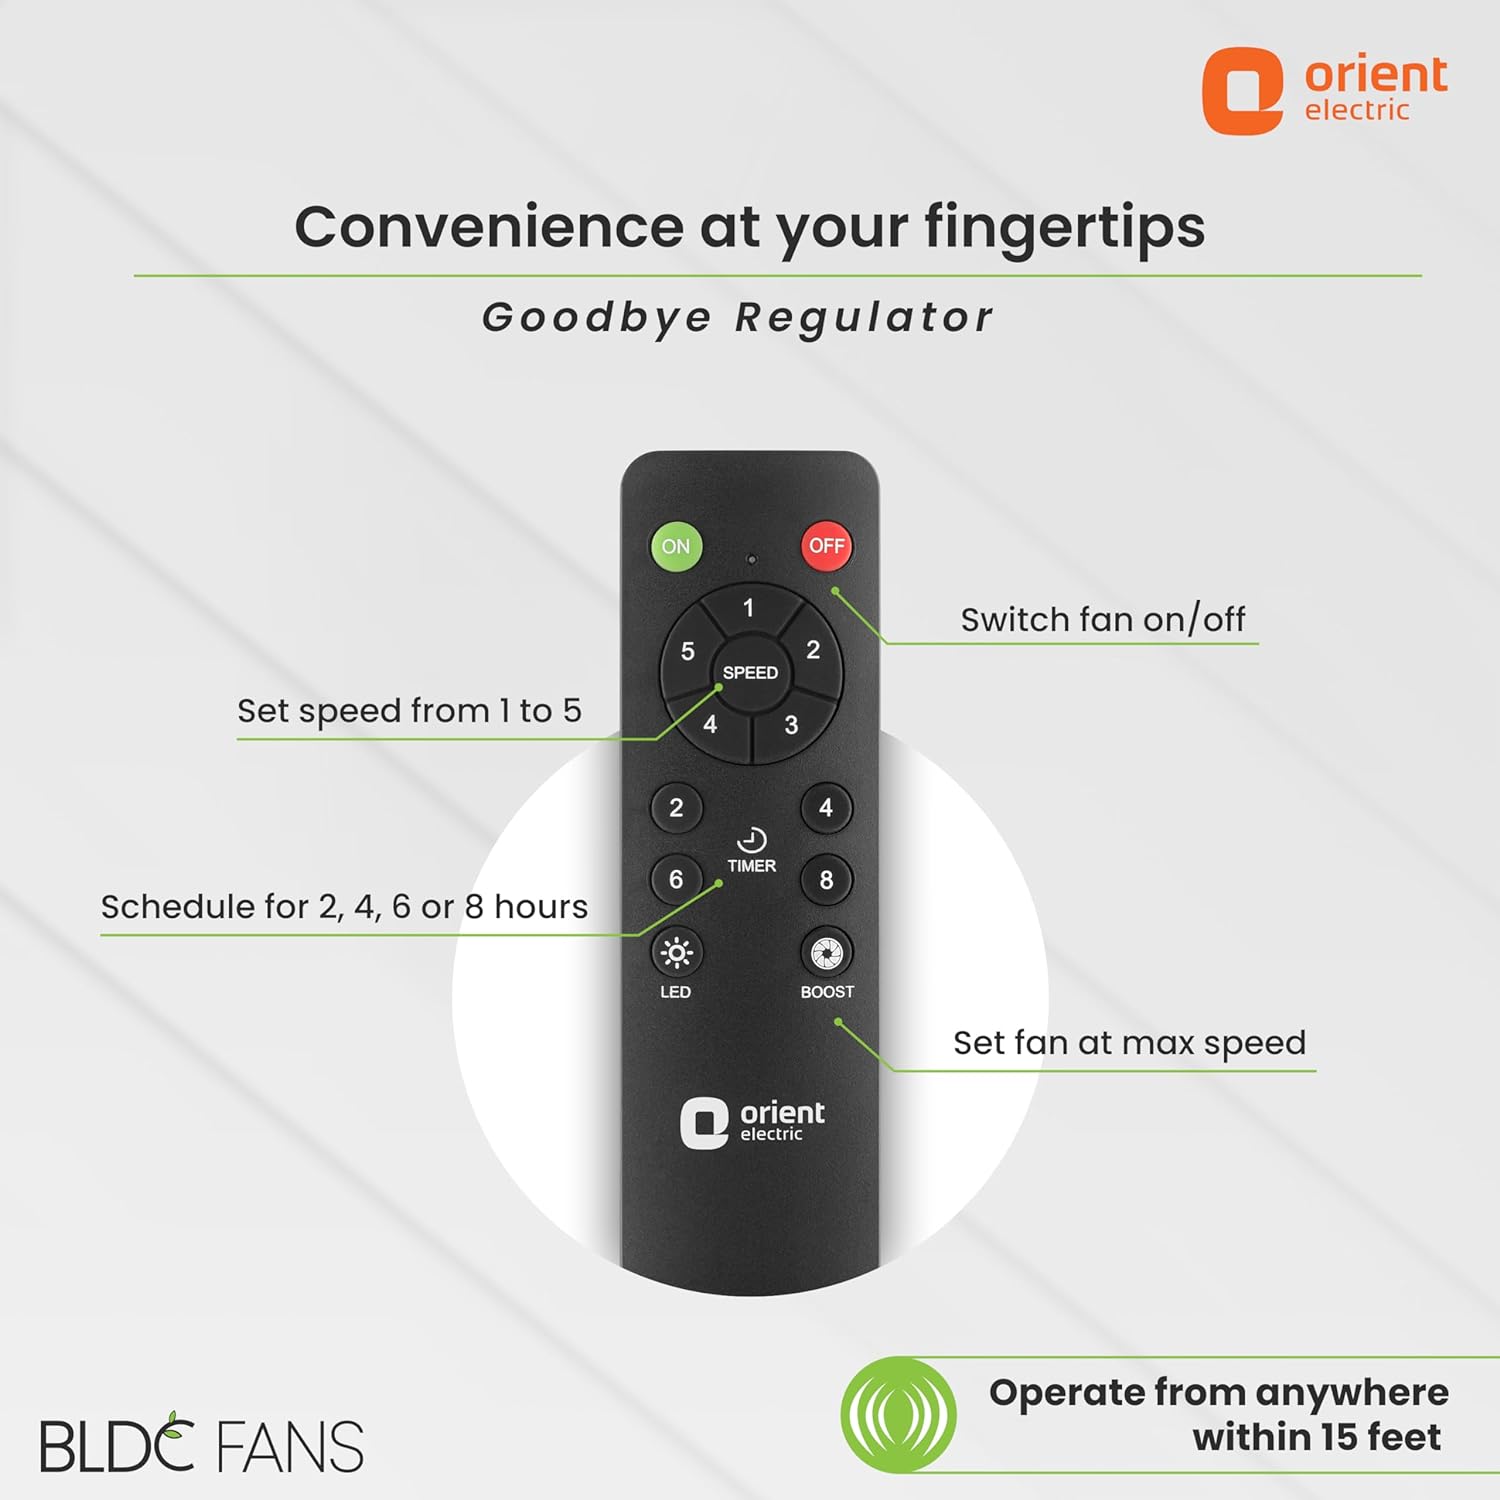 orient
electric
Convenience at your fingertips
Goodbye Regulator
ON
OFF
1
5
2
SPEED
4
3
Switch fan on/off
Set speed from 1 to 5
2
4
TIMER
6
8
Schedule for 2, 4, 6 or 8 hours
LED
BOOST
Set fan at max speed
orient
electric
Operate from anywhere
within 15 feet
BLDC FANS